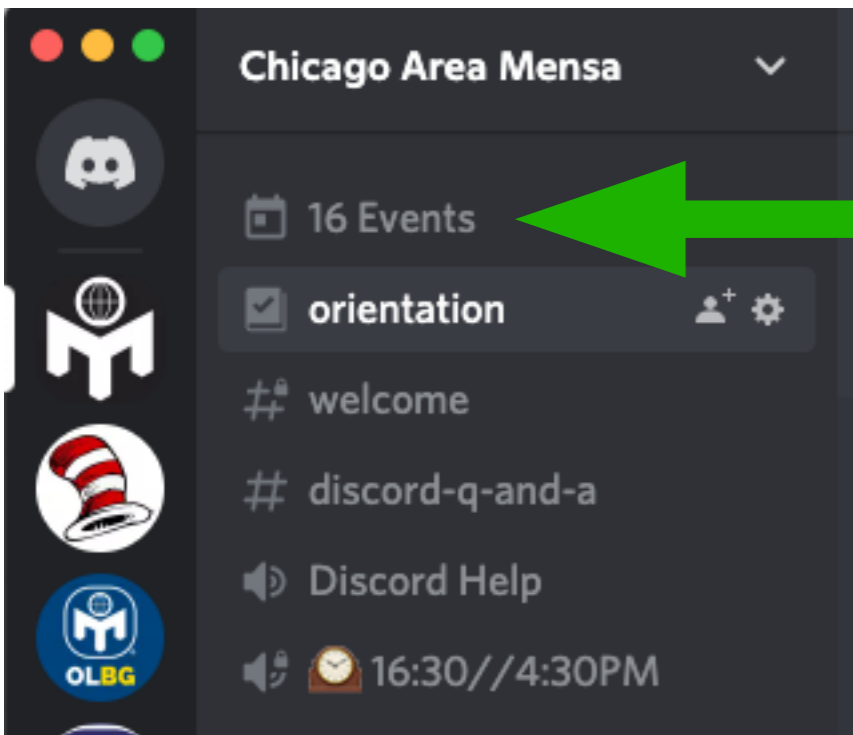 Chicago Area Mensa
16 Events
orientation
welcome
discord-q-and-a
Discord Help
16:30//4:30PM
OLBG